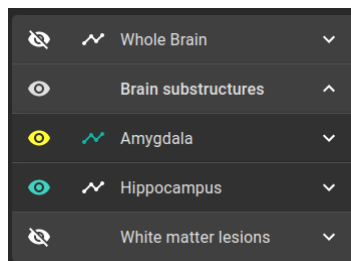 Whole Brain
Brain substructures
Amygdala
Hippocampus
White matter lesions